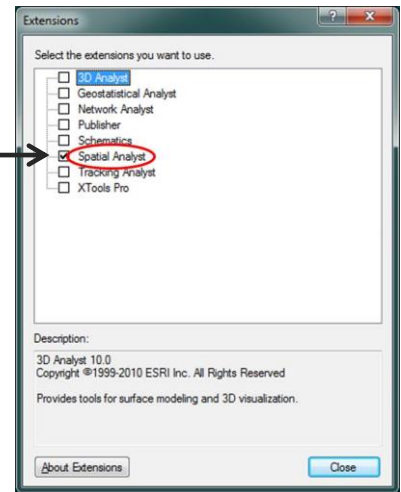 Extensions
Select the extensions you want to use.
3D Analyst
Geostatistical Analyst
Network Analyst
Publisher
Schematics
Spatial Analyst
Tracking Analyst
XTools Pro
Description:
3D Analyst 10.0
Copyright ©1999-2010 ESRI Inc. All Rights Reserved
Provides tools for surface modeling and 3D visualization.
About Extensions
Close